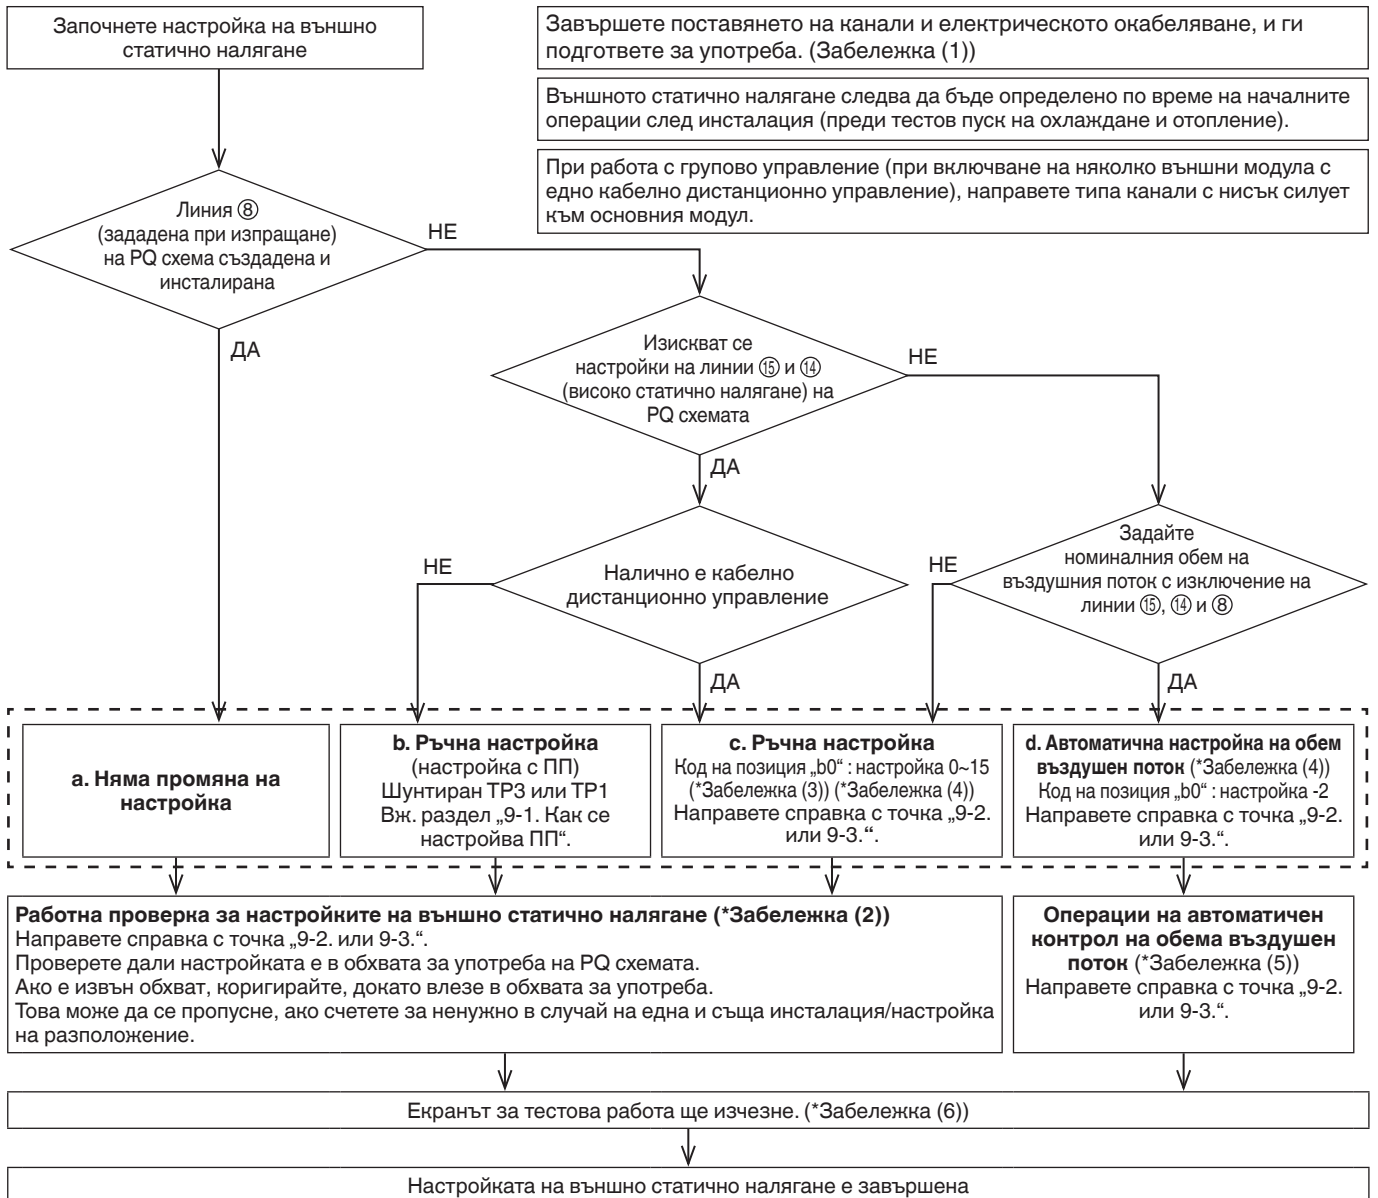 Започнете настройка на външно
статично налягане
Завършете поставянето на канали и електрическото окабеляване, и ги
подгответе за употреба. (Забележка (1))
Външното статично налягане следва да бъде определено по време на началните
операции след инсталация (преди тестов пуск на охлаждане и отопление).
При работа с групово управление (при включване на няколко външни модула с
едно кабелно дистанционно управление), направете типа канали с нисък силует
към основния модул.
Линия ⑧
(зададена при изпращане)
на PQ схема създадена и
инсталирана
НЕ
ДА
Изискват се
настройки на линии ⑮ и ⑭
(високо статично налягане) на
PQ схемата
НЕ
ДА
Налично е кабелно
дистанционно управление
НЕ
ДА
Задайте
номиналния обем на
въздушния поток с изключение на
линии ⑮, ⑭ и ⑧
НЕ
ДА
a. Няма промяна на
настройка
b. Ръчна настройка
(настройка с ПП)
Шунтиран TP3 или TP1
Вж. раздел „9-1. Как се
настройва ПП“.
c. Ръчна настройка
Код на позиция „b0“ : настройка 0~15
(*Забележка (3)) (*Забележка (4))
Направете справка с точка „9-2.
или 9-3.“.
d. Автоматична настройка на обем
въздушен поток (*Забележка (4))
Код на позиция „b0“ : настройка -2
Направете справка с точка „9-2.
или 9-3.“.
Работна проверка за настройките на външно статично налягане (*Забележка (2))
Направете справка с точка „9-2. или 9-3.“.
Проверете дали настройката е в обхвата за употреба на PQ схемата.
Ако е извън обхват, коригирайте, докато влезе в обхвата за употреба.
Това може да се пропусне, ако счетете за ненужно в случай на една и съща инсталация/настройка
на разположение.
Операции на автоматичен
контрол на обема въздушен
поток (*Забележка (5))
Направете справка с точка „9-2.
или 9-3.“.
Екранът за тестова работа ще изчезне. (*Забележка (6))
Настройката на външно статично налягане е завършена